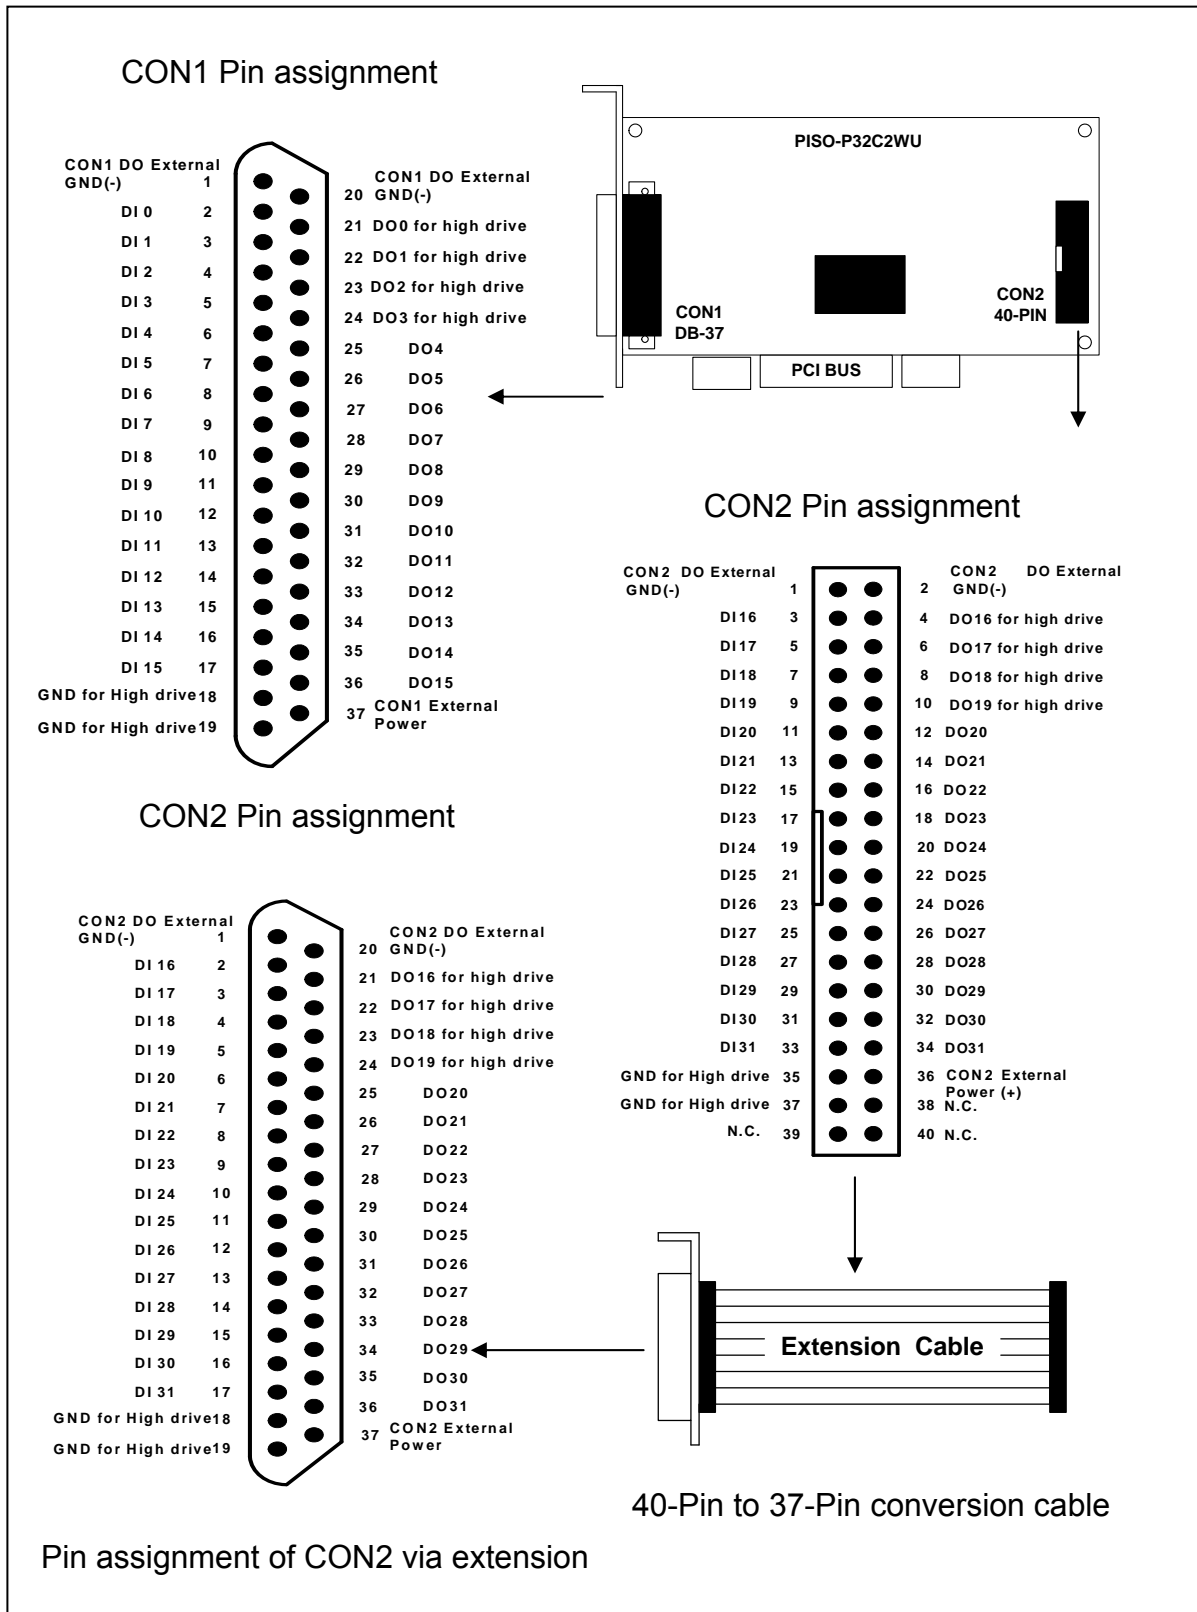 CON1 Pin assignment
CON1 DO External
GND(-) 1
DI 0 2
DI 1 3
DI 2 4
DI 3 5
DI 4 6
DI 5 7
DI 6 8
DI 7 9
DI 8 10
DI 9 11
DI 10 12
DI 11 13
DI 12 14
DI 13 15
DI 14 16
DI 15 17
GND for High drive 18
GND for High drive 19
CON1 DO External
20 GND(-)
21 DO0 for high drive
22 DO1 for high drive
23 DO2 for high drive
24 DO3 for high drive
25 DO4
26 DO5
27 DO6
28 DO7
29 DO8
30 DO9
31 DO10
32 DO11
33 DO12
34 DO13
35 DO14
36 DO15
37 CON1 External
Power
PISO-P32C2WU
CON1
DB-37
CON2
40-PIN
PCI BUS
CON2 Pin assignment
CON2 DO External
GND(-) 1
DI16 3
DI17 5
DI18 7
DI19 9
DI20 11
DI21 13
DI22 15
DI23 17
DI24 19
DI25 21
DI26 23
DI27 25
DI28 27
DI29 29
DI30 31
DI31 33
GND for High drive 35
GND for High drive 37
N.C. 39
CON2 DO External
2 GND(-)
4 DO16 for high drive
6 DO17 for high drive
8 DO18 for high drive
10 DO19 for high drive
12 DO20
14 DO21
16 DO22
18 DO23
20 DO24
22 DO25
24 DO26
26 DO27
28 DO28
30 DO29
32 DO30
34 DO31
36 CON2 External
Power (+)
38 N.C.
40 N.C.
CON2 Pin assignment
CON2 DO External
GND(-) 1
DI 16 2
DI 17 3
DI 18 4
DI 19 5
DI 20 6
DI 21 7
DI 22 8
DI 23 9
DI 24 10
DI 25 11
DI 26 12
DI 27 13
DI 28 14
DI 29 15
DI 30 16
DI 31 17
GND for High drive 18
GND for High drive 19
CON2 DO External
20 GND(-)
21 DO16 for high drive
22 DO17 for high drive
23 DO18 for high drive
24 DO19 for high drive
25 DO20
26 DO21
27 DO22
28 DO23
29 DO24
30 DO25
31 DO26
32 DO27
33 DO28
34 DO29
35 DO30
36 DO31
37 CON2 External
Power
Extension Cable
40-Pin to 37-Pin conversion cable
Pin assignment of CON2 via extension